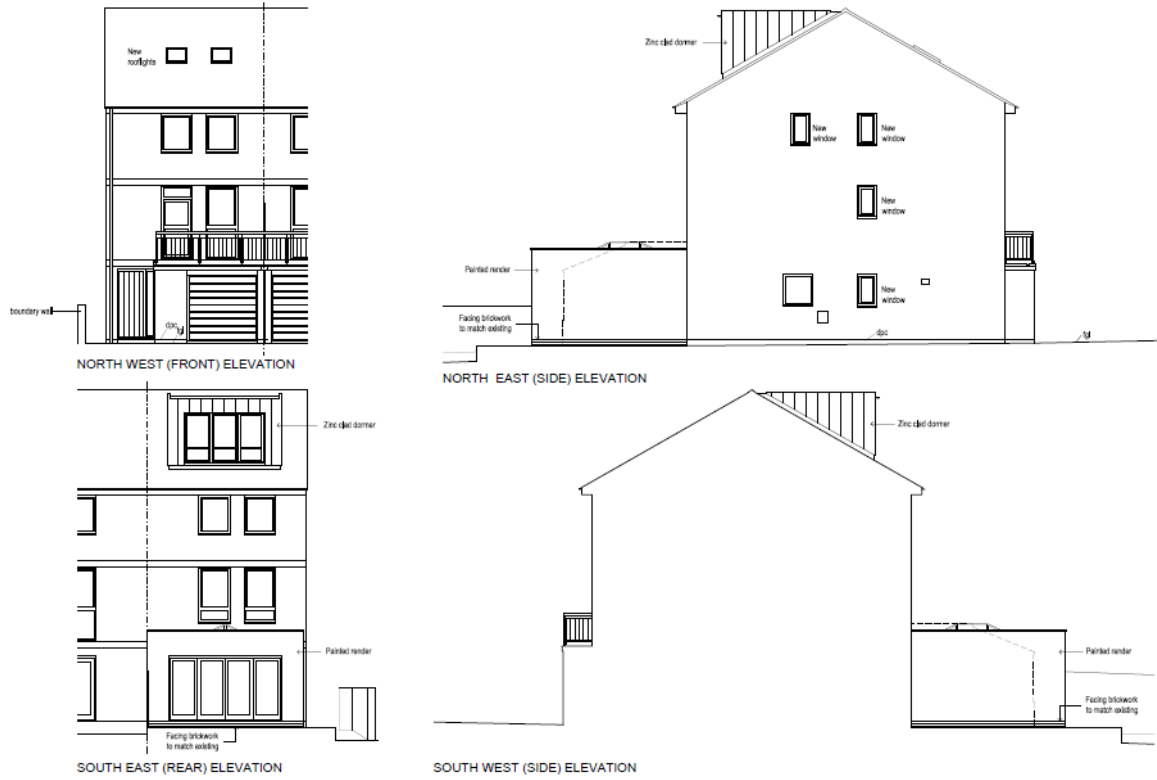 New
rooflights
boundary wall
dpc
fgl
NORTH WEST (FRONT) ELEVATION
Zinc clad dormer
New
window
New
window
New
window
Painted render
Facing brickwork
to match existing
New
window
dpc
fgl
NORTH EAST (SIDE) ELEVATION
Zinc clad dormer
Painted render
Facing brickwork
to match existing
SOUTH EAST (REAR) ELEVATION
Zinc clad dormer
Painted render
Facing brickwork
to match existing
SOUTH WEST (SIDE) ELEVATION